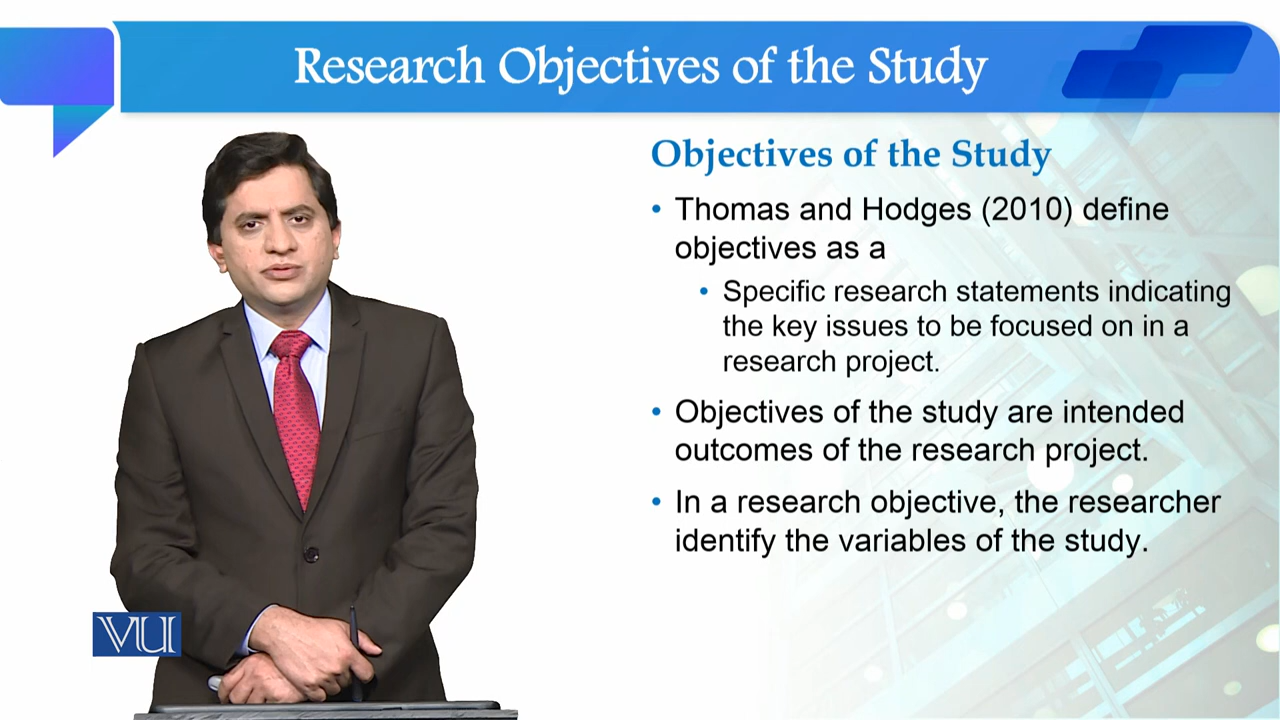 Research Objectives of the Study
Objectives of the Study
• Thomas and Hodges (2010) define
objectives as a
• Specific research statements indicating
the key issues to be focused on in a
research project.
• Objectives of the study are intended
outcomes of the research project.
• In a research objective, the researcher
identify the variables of the study.
VU